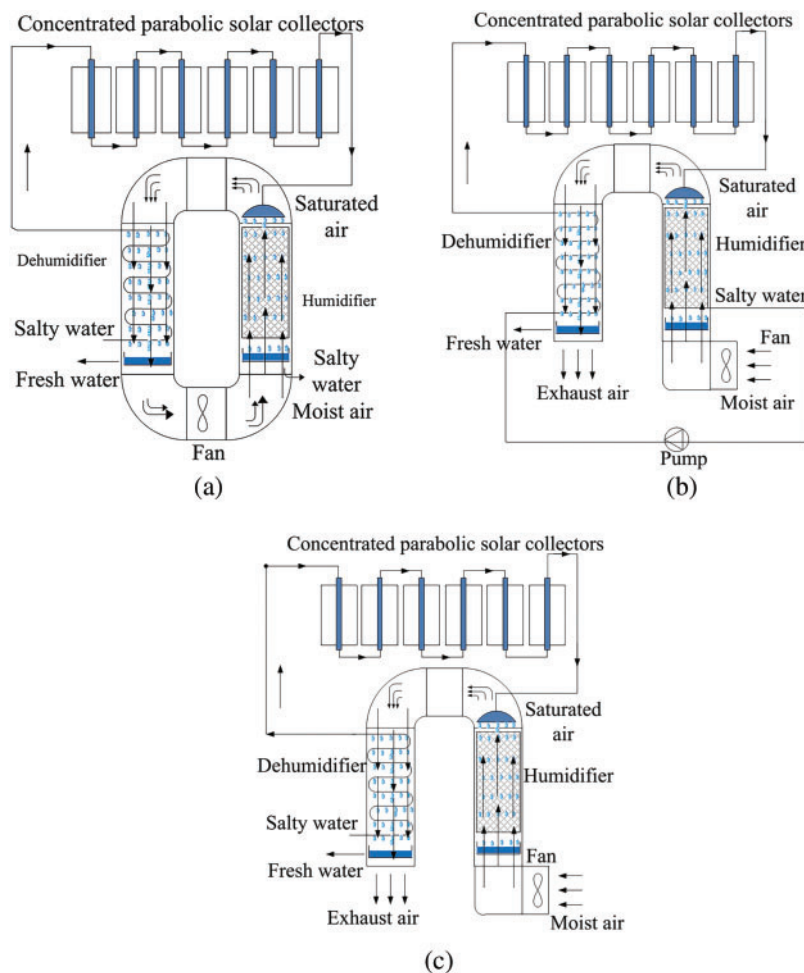 Concentrated parabolic solar collectors
Saturated
air
Dehumidifier
Humidifier
Salty water
Fresh water
Salty
water
Moist air
Fan
(a)
Concentrated parabolic solar collectors
Saturated
air
Dehumidifier
Humidifier
Salty water
Fresh water
Fan
Exhaust air
Moist air
Pump
(b)
Concentrated parabolic solar collectors
Saturated
air
Dehumidifier
Humidifier
Salty water
Fan
Fresh water
Exhaust air
Moist air
(c)